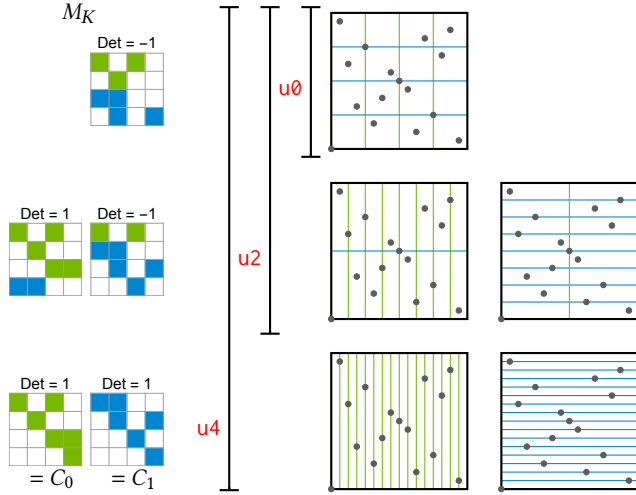 M_K
Det = -1
u0
Det = 1
Det = -1
u2
Det = 1
Det = 1
u4
= C_0
= C_1